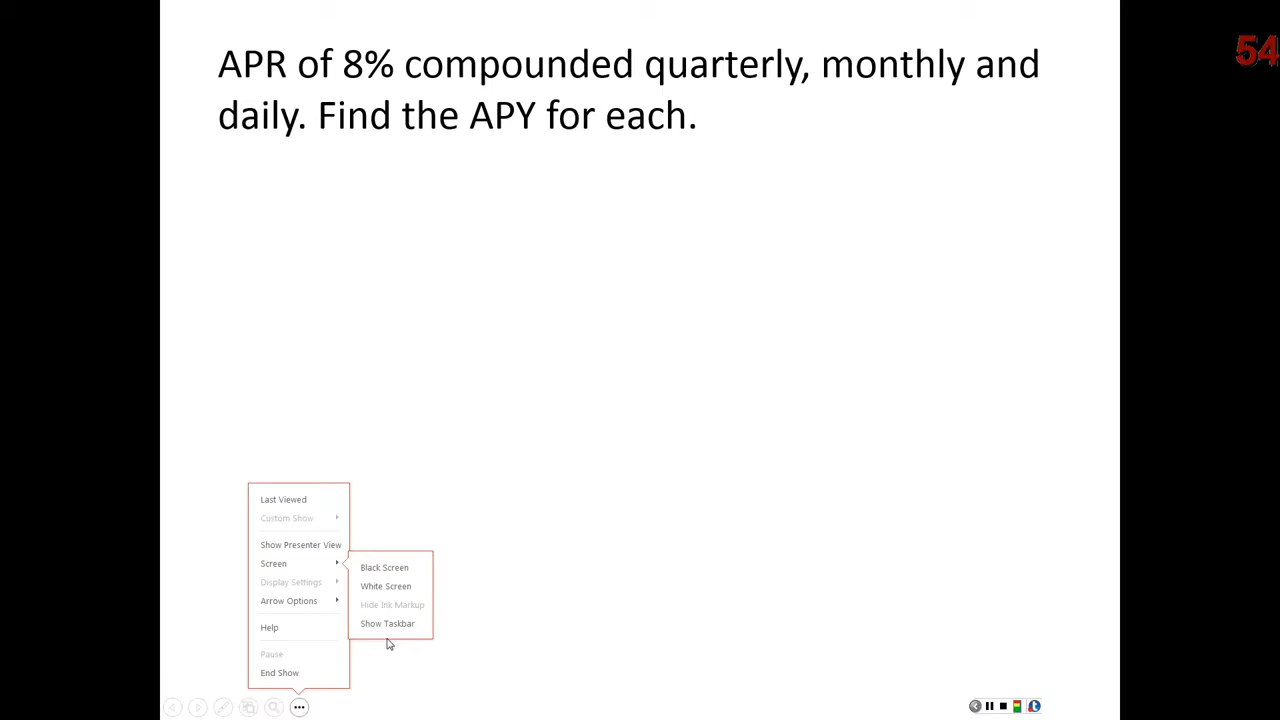 APR of 8% compounded quarterly, monthly and
daily. Find the APY for each.
54
Last Viewed
Custom Show
Show Presenter View
Screen
Display Settings
Arrow Options
Help
Pause
End Show
Black Screen
White Screen
Hide Ink Markup
Show Taskbar